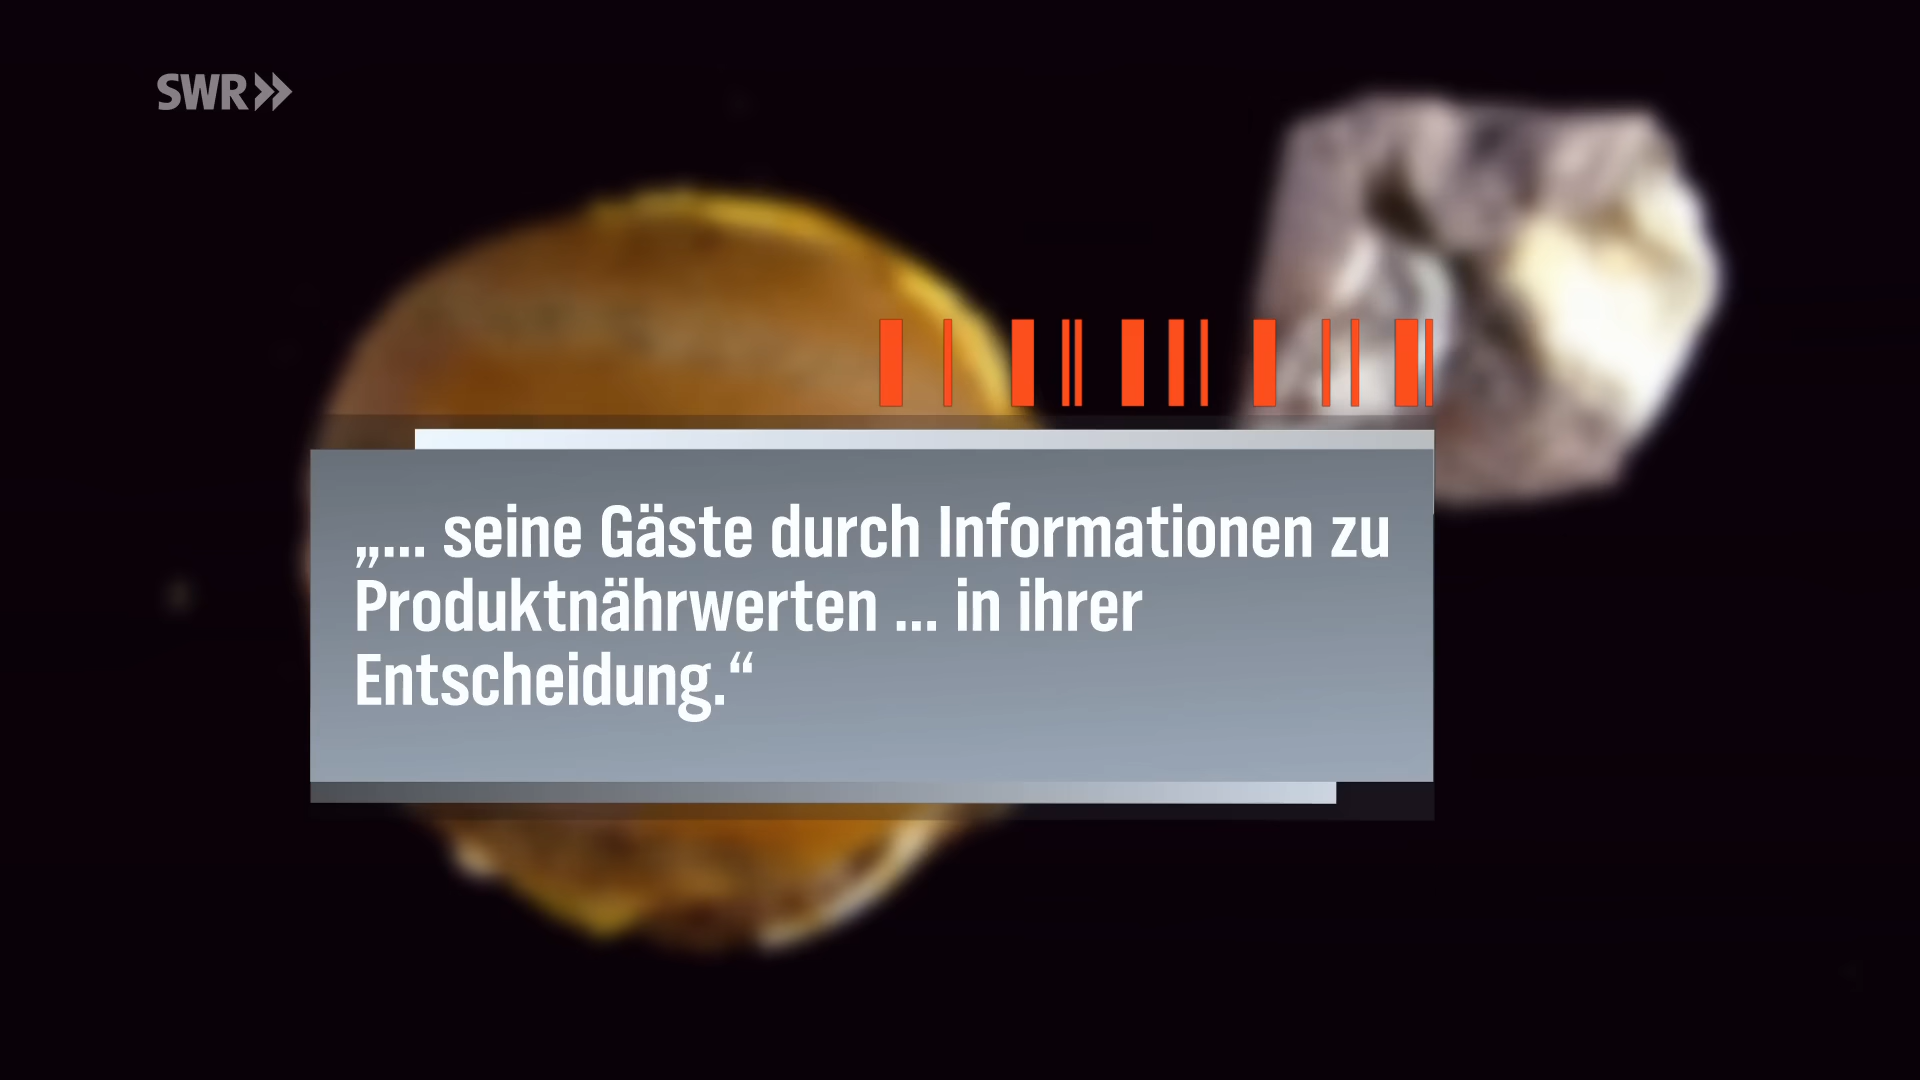 SWR
„... seine Gäste durch Informationen zu
Produktnährwerten ... in ihrer
Entscheidung.“